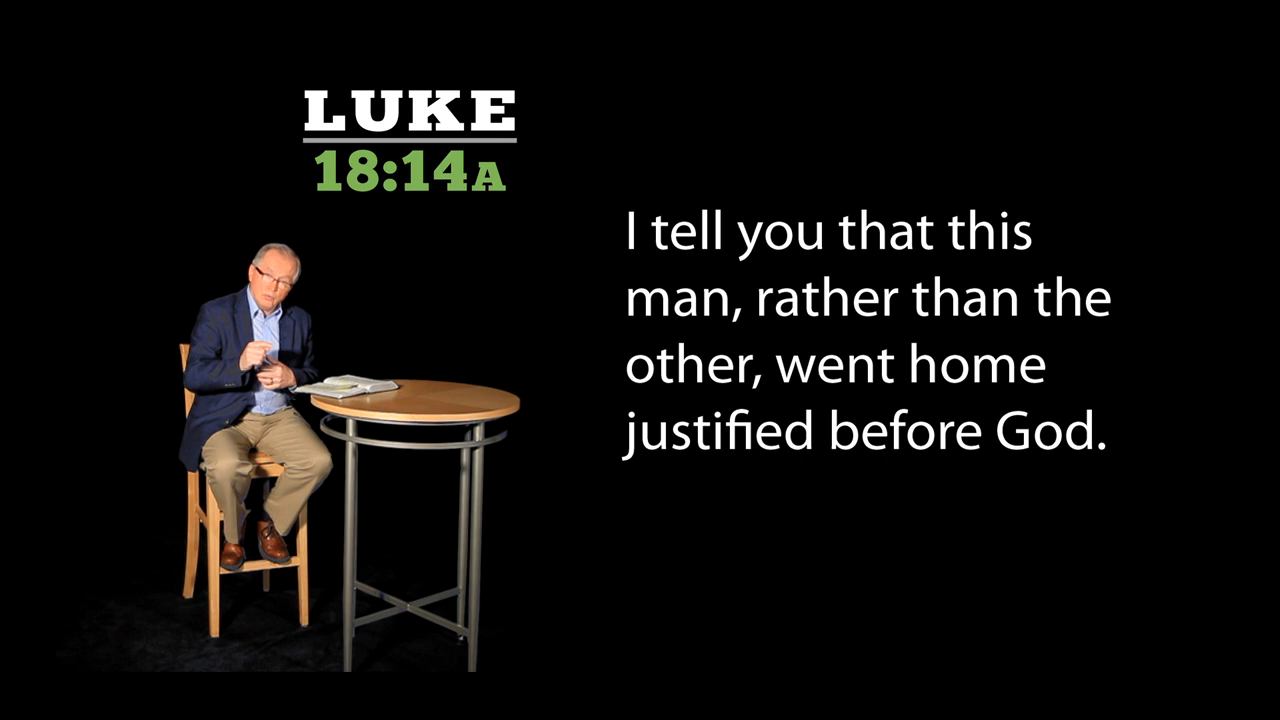 LUKE
18:14A
I tell you that this
man, rather than the
other, went home
justified before God.